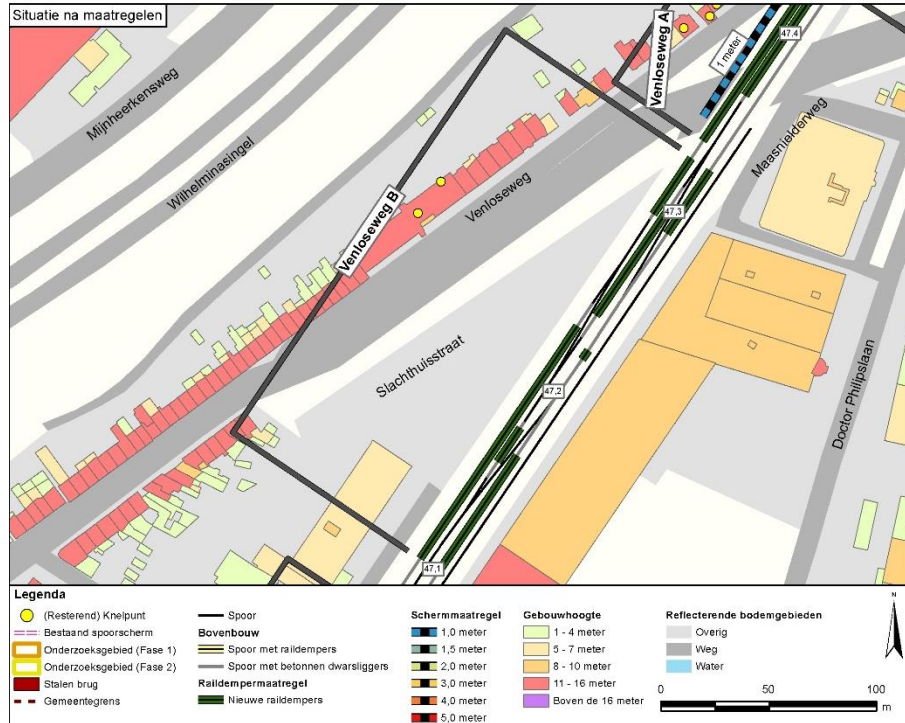 Situatie na maatregelen
Mijnheerkensweg
Wilhelminasingel
Venloseweg A
1 meter
47,4
Maasnielderweg
Venloseweg
Venloseweg B
47,3
Slachthuisstraat
47,2
Doctor Philipslaan
47,1
Legenda
(Resterend) Knelpunt
Bestaand spoorscherm
Onderzoeksgebied (Fase 1)
Onderzoeksgebied (Fase 2)
Stalen brug
Gemeentegrens
Spoor
Bovenbouw
Spoor met raildempers
Spoor met betonnen dwarsliggers
Raildempermaatregel
Nieuwe raildempers
Schermmaatregel
1,0 meter
1,5 meter
2,0 meter
3,0 meter
4,0 meter
5,0 meter
Gebouwhoogte
1 - 4 meter
5 - 7 meter
8 - 10 meter
11 - 16 meter
Boven de 16 meter
Reflecterende bodemgebieden
Overig
Weg
Water
N
0 50 100
m